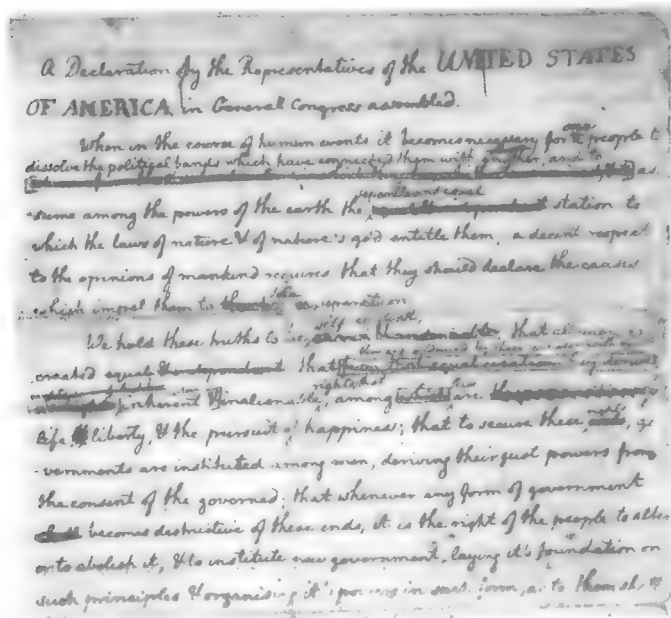 A Declaration by the Representatives of the UNITED STATES
OF AMERICA, in General Congress assembled.
When in the course of human events it becomes necessary for one people to
dissolve the political bands which have connected them with another, and to
as-
separate and equal
-sume among the powers of the earth the station to
which the laws of nature & of nature's god entitle them, a decent respect
to the opinions of mankind requires that they should declare the causes
which impel them to the separation.
We hold these truths to be self evident, that all men are
created equal that
rights, that
inherent & inalienable among are
life, liberty, & the pursuit of happiness; that to secure these rights, go
-vernments are instituted among men, deriving their just powers from
the consent of the governed; that whenever any form of government
becomes destructive of these ends, it is the right of the people to alter
or to abolish it, & to institute new government, laying it's foundation on
such principles & organising it's powers in such form, as to them